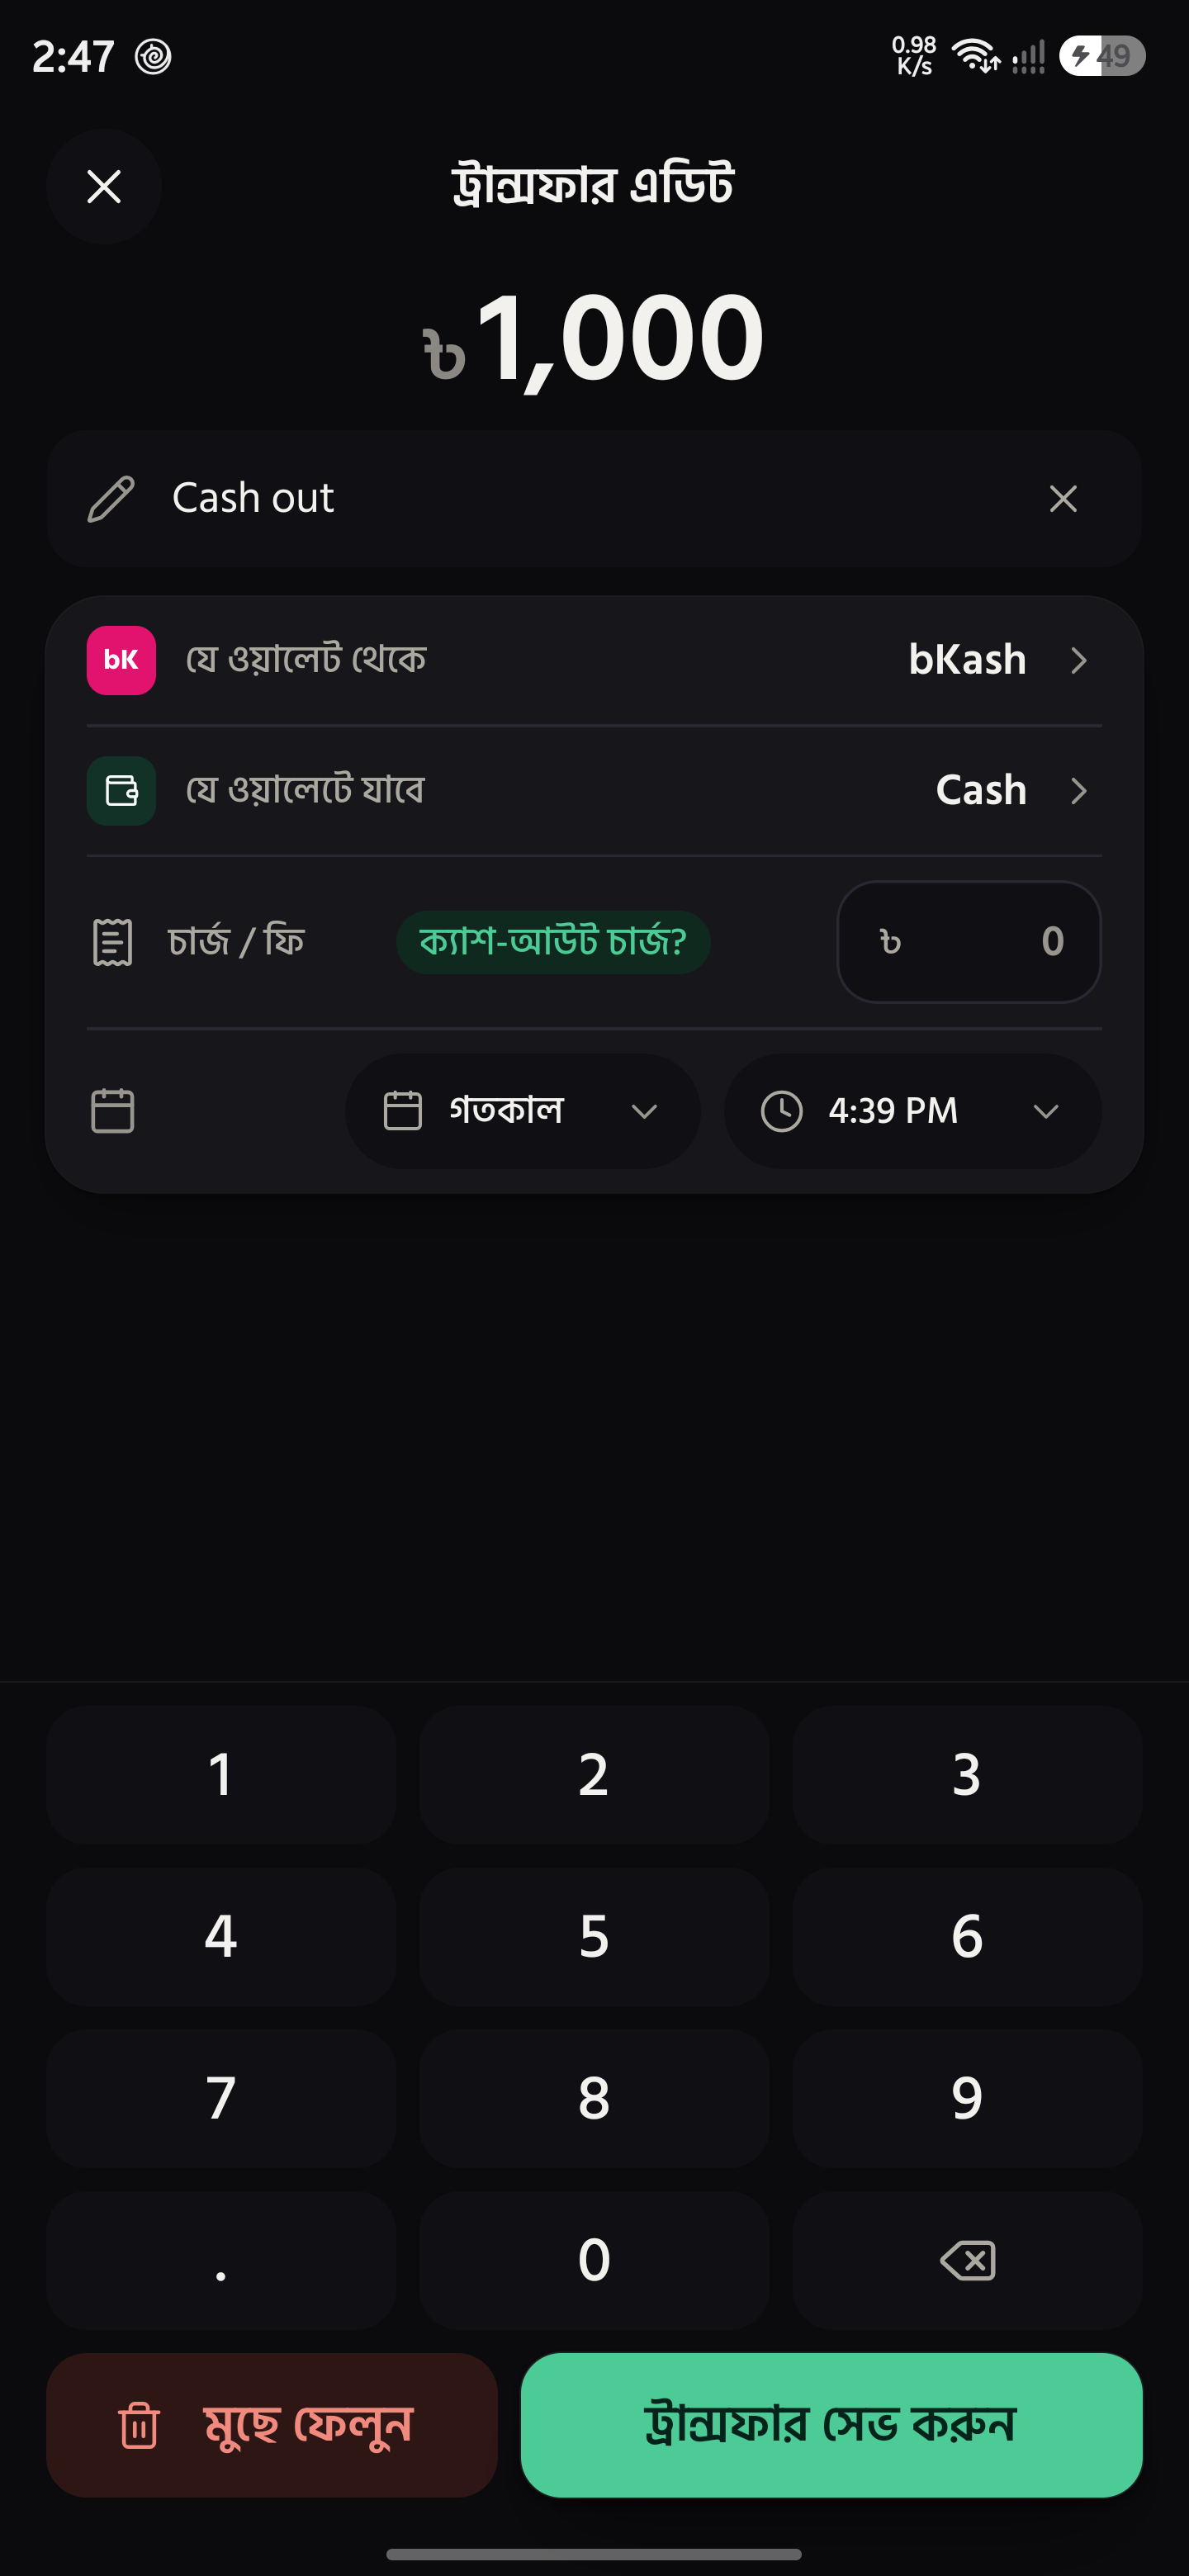 2:47
0.98
K/s
49
ট্রান্সফার এডিট
৳1,000
Cash out
bK যে ওয়ালেট থেকে bKash
যে ওয়ালেটে যাবে Cash
চার্জ / ফি ক্যাশ-আউট চার্জ? ৳ 0
গতকাল 4:39 PM
1 2 3
4 5 6
7 8 9
. 0
মুছে ফেলুন ট্রান্সফার সেভ করুন